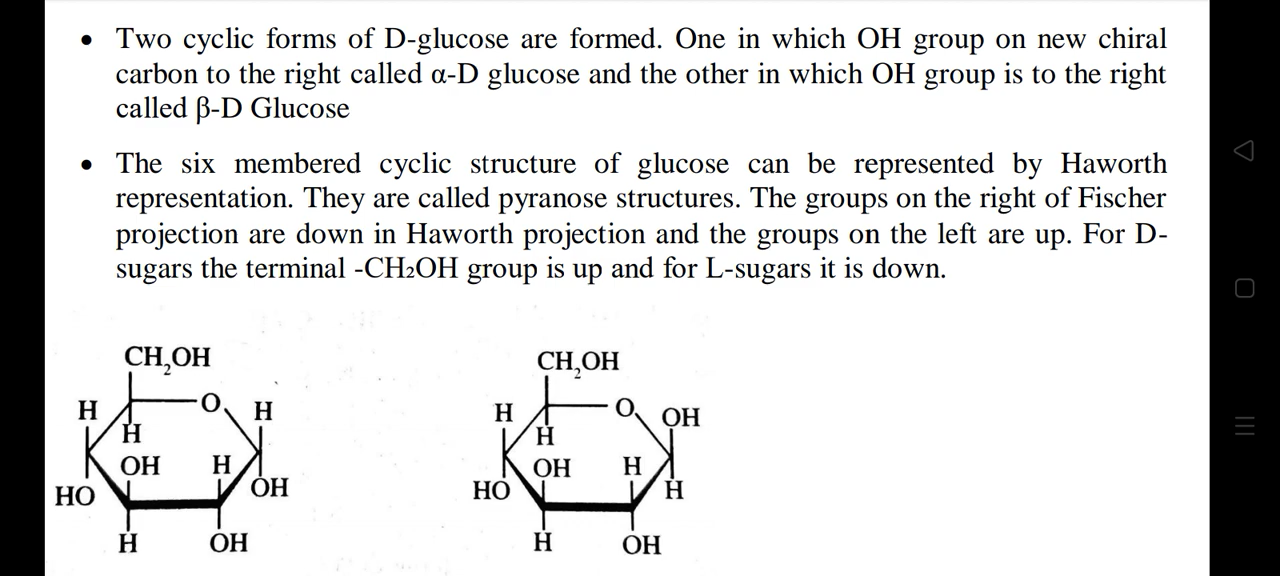 • Two cyclic forms of D-glucose are formed. One in which OH group on new chiral
carbon to the right called α-D glucose and the other in which OH group is to the right
called β-D Glucose
• The six membered cyclic structure of glucose can be represented by Haworth
representation. They are called pyranose structures. The groups on the right of Fischer
projection are down in Haworth projection and the groups on the left are up. For D-
sugars the terminal -CH₂OH group is up and for L-sugars it is down.
CH₂OH
H O H
H
OH H
HO OH
H OH
CH₂OH
H O OH
H
OH H
HO H
H OH